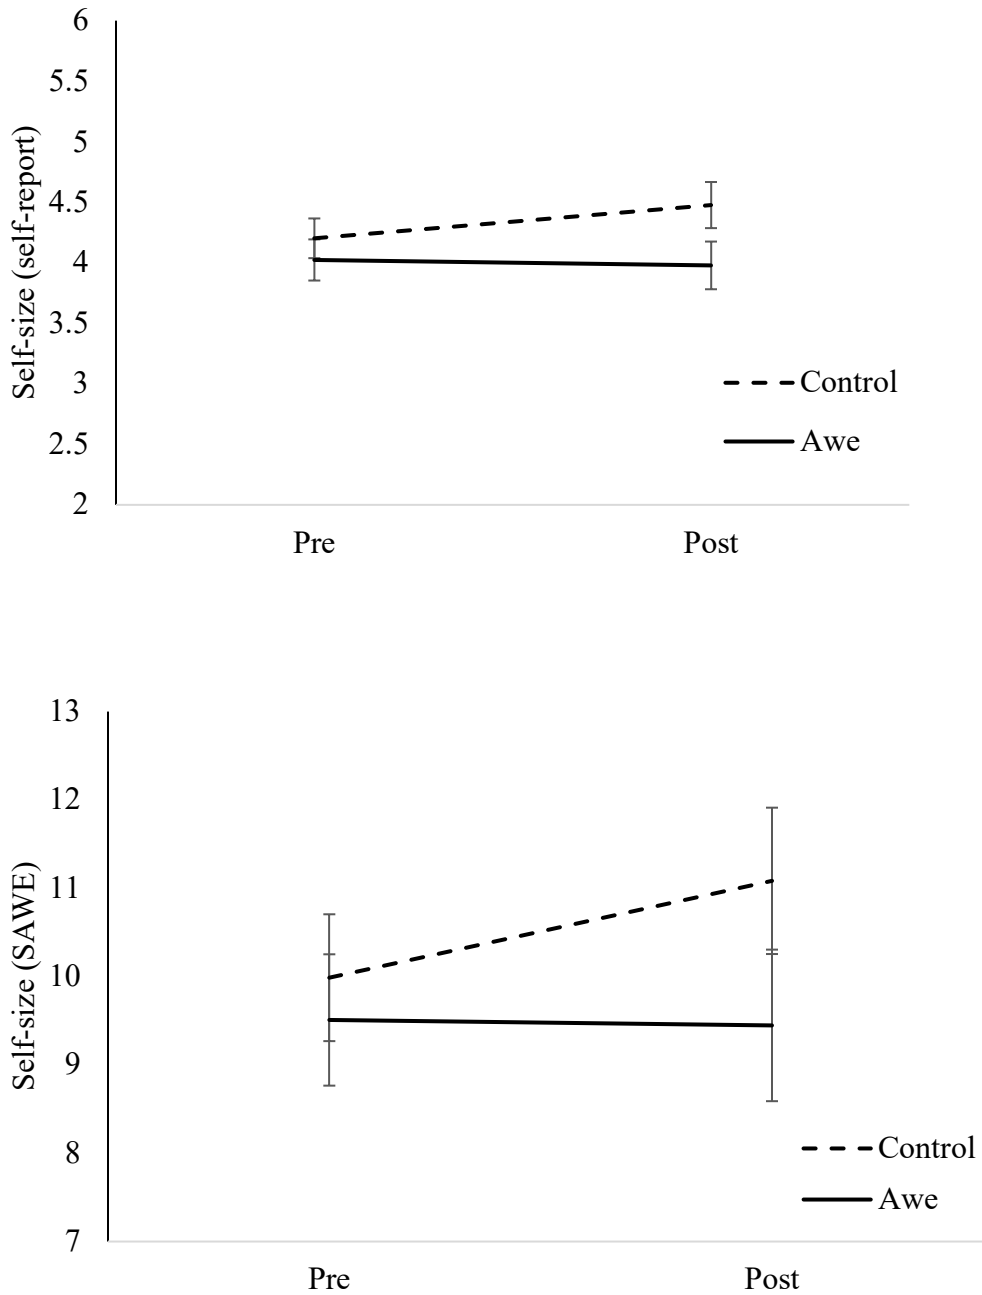 6
5.5
5
4.5
4
3.5
3
2.5
2
Self-size (self-report)
Control
Awe
Pre Post
13
12
11
10
9
8
7
Self-size (SAWE)
Control
Awe
Pre Post